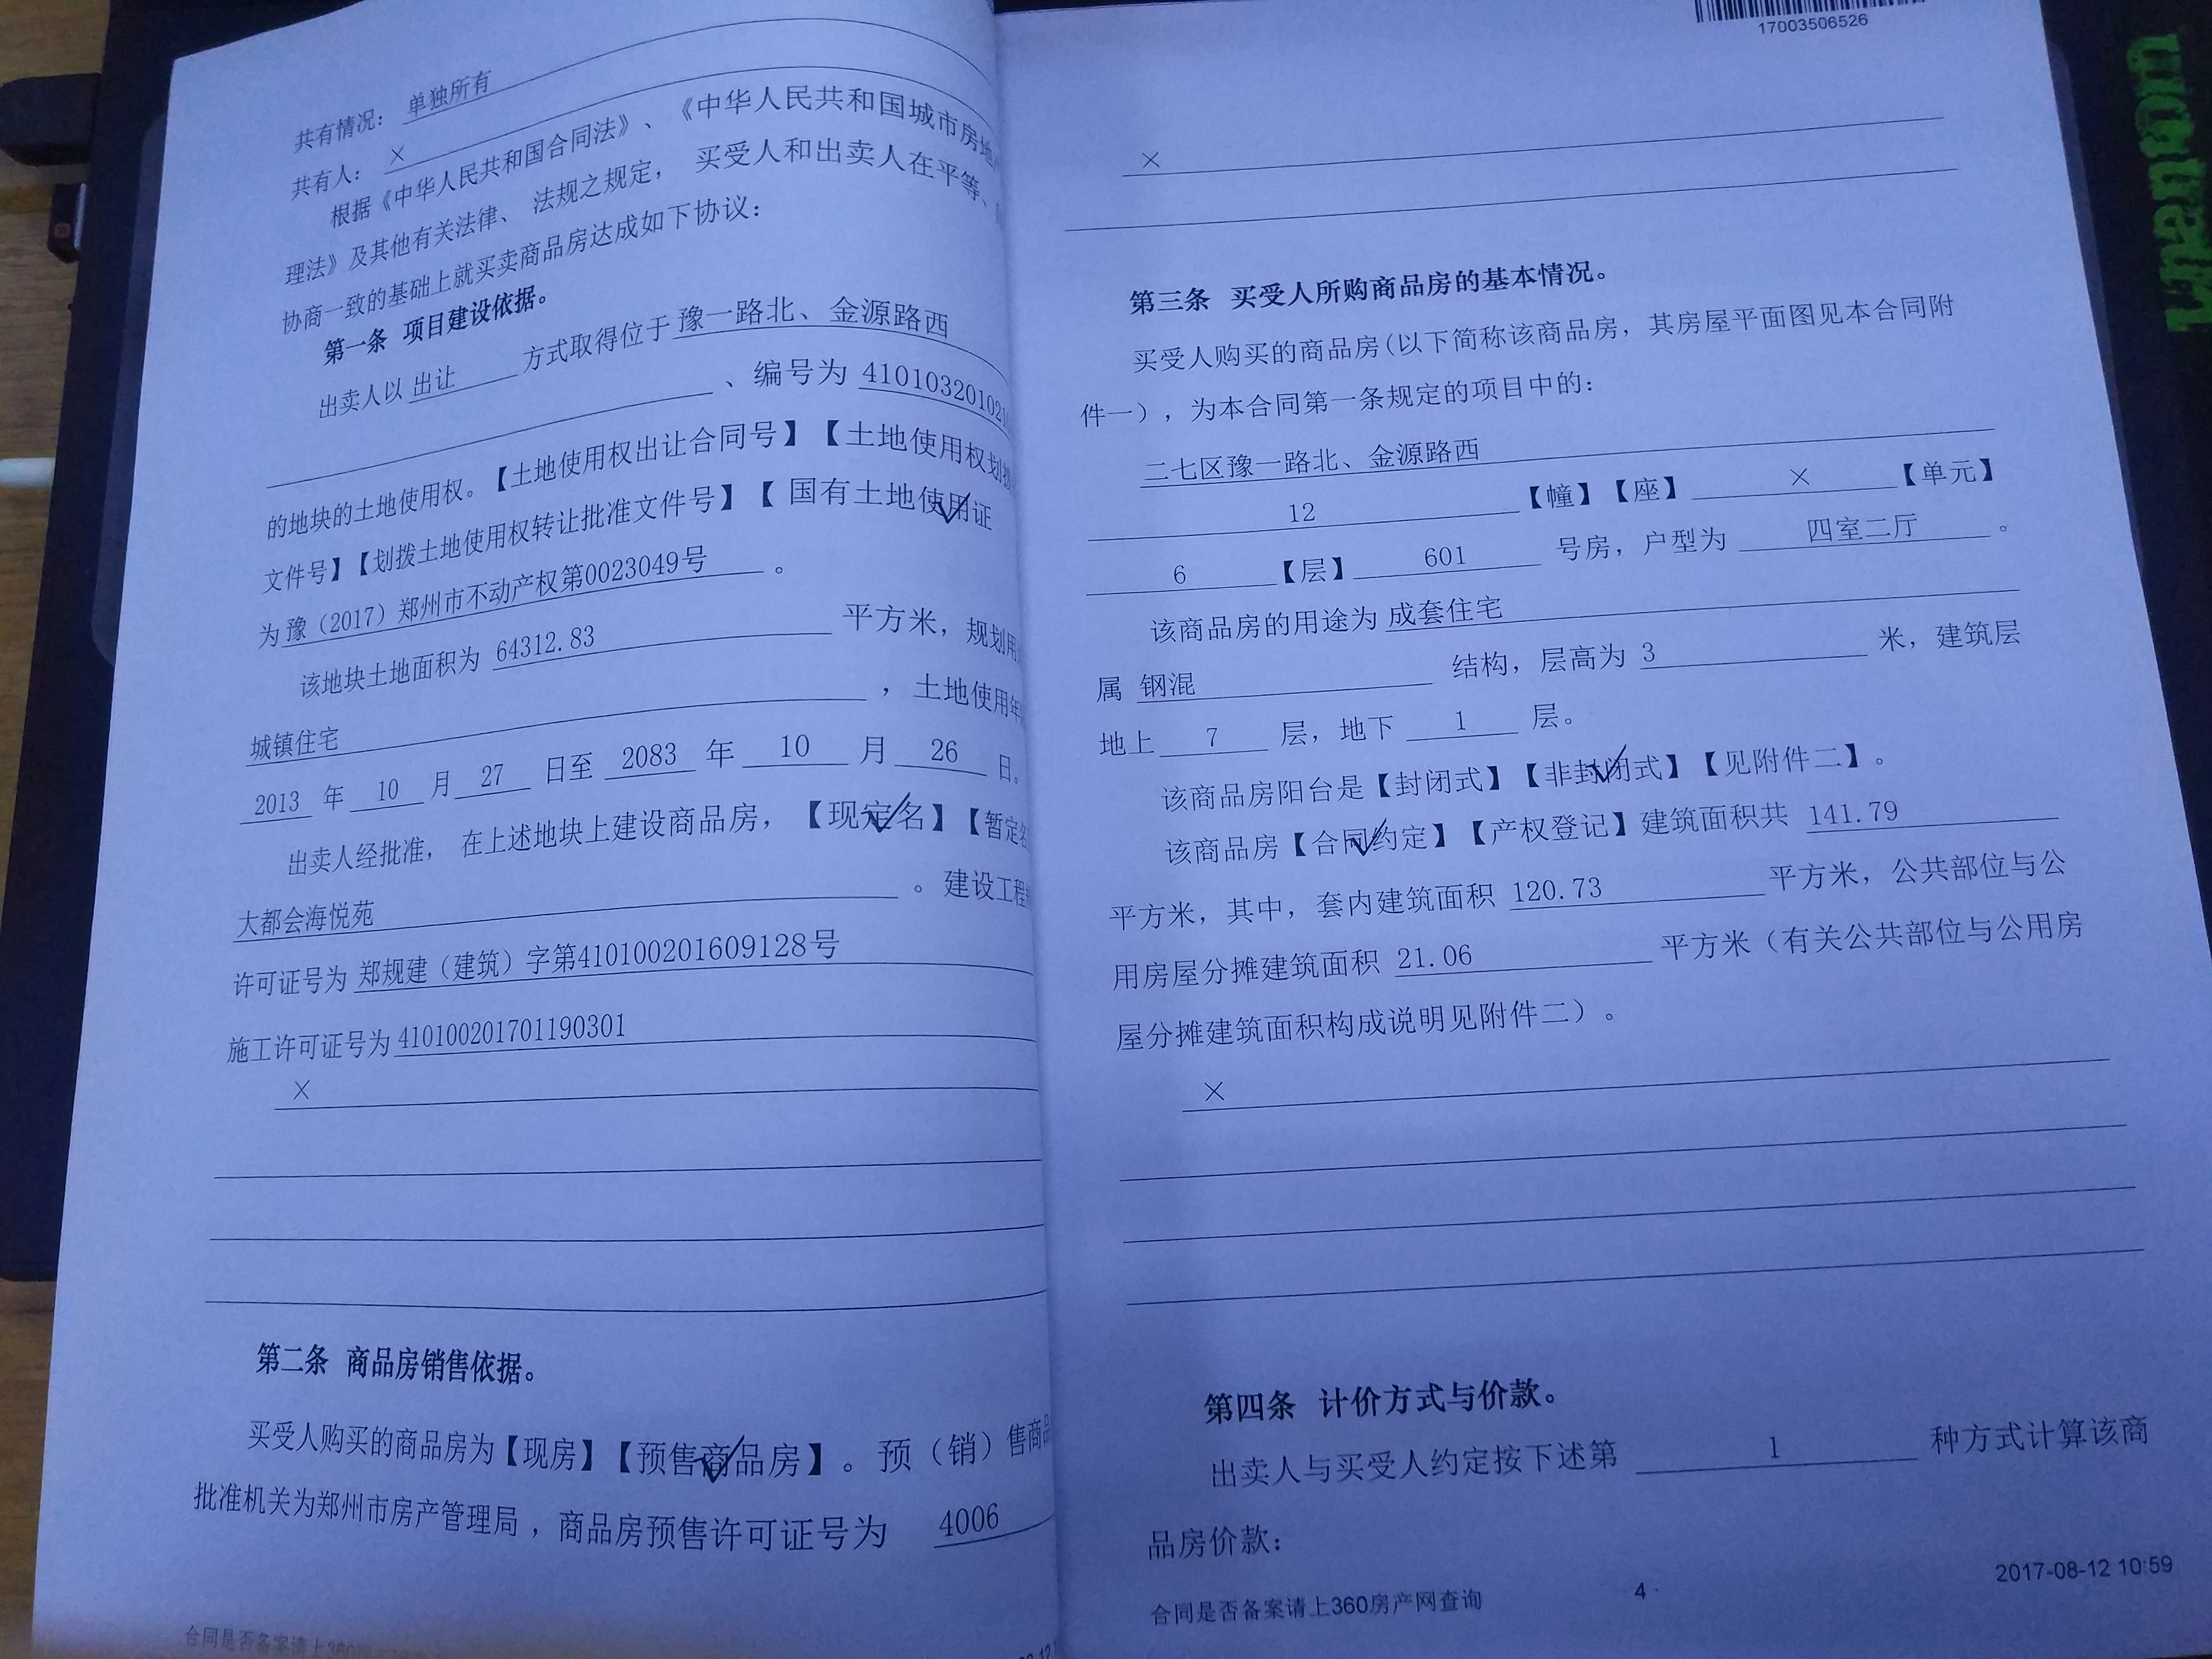 共有情况： 单独所有
共有人： ×
根据《中华人民共和国合同法》、《中华人民共和国城市房地
理法》及其他有关法律、 法规之规定， 买受人和出卖人在平等、
协商一致的基础上就买卖商品房达成如下协议：
第一条 项目建设依据。
出卖人以 出让 方式取得位于 豫一路北、金源路西
、编号为 4101032010210
的地块的土地使用权。【土地使用权出让合同号】【土地使用权划拨
文件号】【划拨土地使用权转让批准文件号】【 国有土地使用证
为 豫（2017）郑州市不动产权第0023049号 。
该地块土地面积为 64312.83 平方米，规划用
城镇住宅 ，土地使用年
2013 年 10 月 27 日至 2083 年 10 月 26 日。
出卖人经批准， 在上述地块上建设商品房，【现定名】【暂定名
大都会海悦苑 。建设工程
许可证号为 郑规建（建筑）字第410100201609128号
施工许可证号为 410100201701190301
×
第二条 商品房销售依据。
买受人购买的商品房为【现房】【预售商品房】。预（销）售商品
批准机关为郑州市房产管理局，商品房预售许可证号为 4006
合同是否备案请上360
17003506526
×
第三条 买受人所购商品房的基本情况。
买受人购买的商品房（以下简称该商品房，其房屋平面图见本合同附
件一），为本合同第一条规定的项目中的：
二七区豫一路北、金源路西
12 【幢】【座】 × 【单元】
6 【层】 601 号房，户型为 四室二厅 。
该商品房的用途为 成套住宅
属 钢混 结构，层高为 3 米，建筑层
地上 7 层，地下 1 层。
该商品房阳台是【封闭式】【非封闭式】【见附件二】。
该商品房【合同约定】【产权登记】建筑面积共 141.79
平方米，其中，套内建筑面积 120.73 平方米，公共部位与公
用房屋分摊建筑面积 21.06 平方米（有关公共部位与公用房
屋分摊建筑面积构成说明见附件二）。
×
第四条 计价方式与价款。
出卖人与买受人约定按下述第 1 种方式计算该商
品房价款：
合同是否备案请上360房产网查询 4 · 2017-08-12 10:59